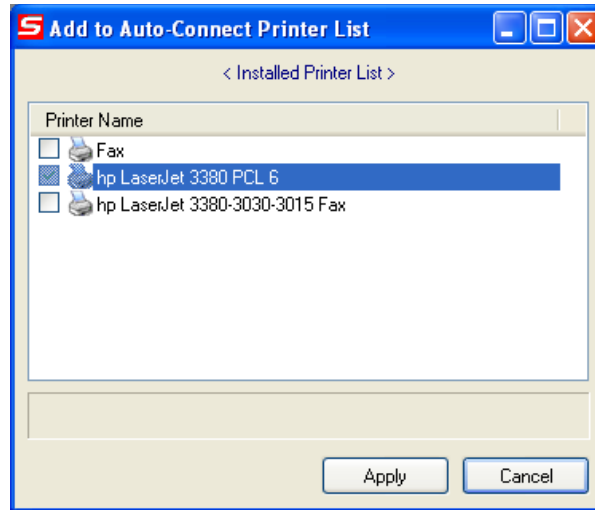 S Add to Auto-Connect Printer List
< Installed Printer List >
Printer Name
Fax
hp LaserJet 3380 PCL 6
hp LaserJet 3380-3030-3015 Fax
Apply
Cancel